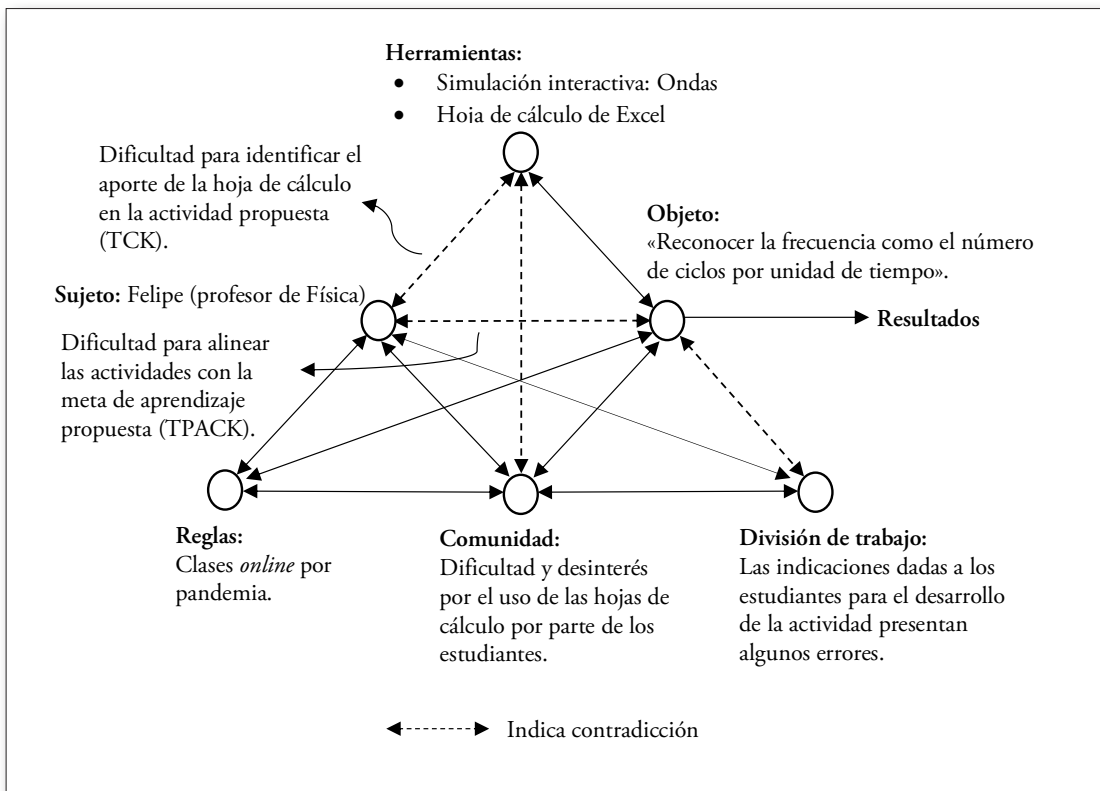 Herramientas:
• Simulación interactiva: Ondas
• Hoja de cálculo de Excel
Dificultad para identificar el
aporte de la hoja de cálculo
en la actividad propuesta
(TCK).
Objeto:
«Reconocer la frecuencia como el número
de ciclos por unidad de tiempo».
Sujeto: Felipe (profesor de Física)
Resultados
Dificultad para alinear
las actividades con la
meta de aprendizaje
propuesta (TPACK).
Reglas:
Clases online por
pandemia.
Comunidad:
Dificultad y desinterés
por el uso de las hojas de
cálculo por parte de los
estudiantes.
División de trabajo:
Las indicaciones dadas a los
estudiantes para el desarrollo
de la actividad presentan
algunos errores.
Indica contradicción